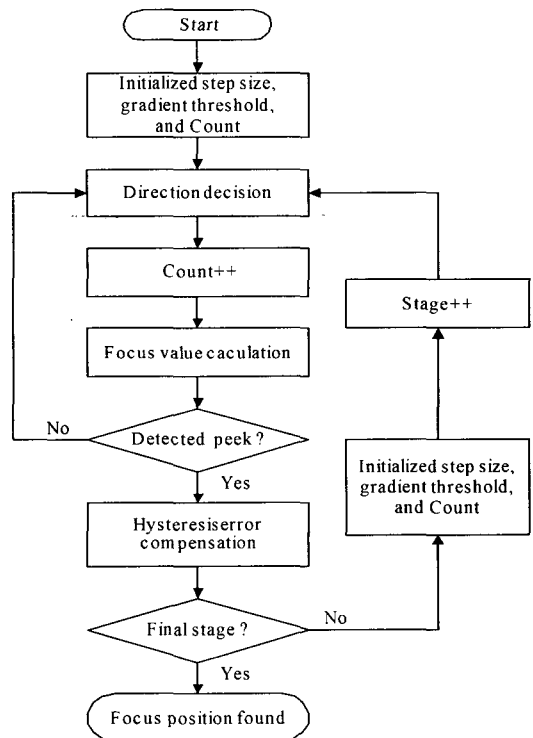 Start
Initialized step size,
gradient threshold,
and Count
Direction decision
Count++
Stage++
Focus value caculation
No
Detected peek ?
Yes
Initialized step size,
gradient threshold,
and Count
Hysteresiserror
compensation
No
Final stage ?
Yes
Focus position found